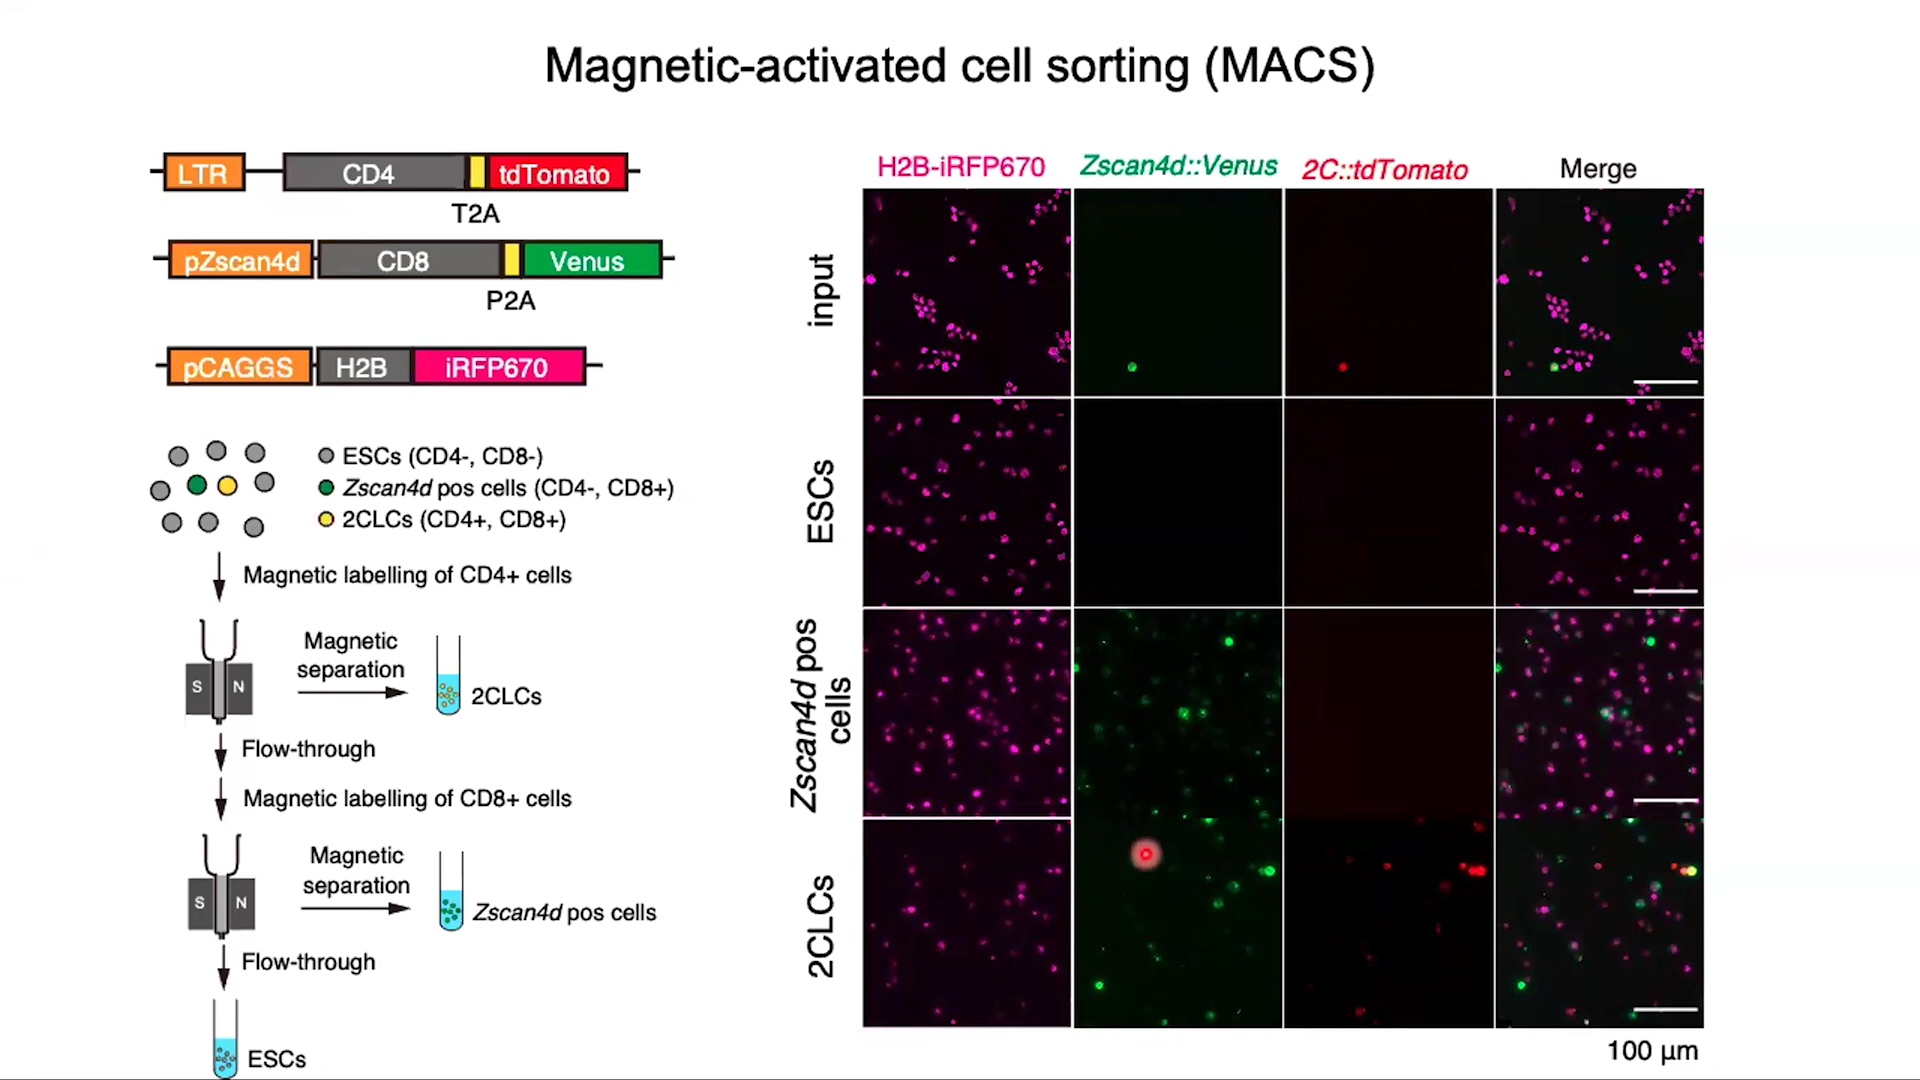 Magnetic-activated cell sorting (MACS)
LTR CD4 tdTomato
T2A
pZscan4d CD8 Venus
P2A
pCAGGS H2B iRFP670
ESCs (CD4-, CD8-)
Zscan4d pos cells (CD4-, CD8+)
2CLCs (CD4+, CD8+)
Magnetic labelling of CD4+ cells
Magnetic
separation
S N
2CLCs
Flow-through
Magnetic labelling of CD8+ cells
Magnetic
separation
S N
Zscan4d pos cells
Flow-through
ESCs
H2B-iRFP670 Zscan4d::Venus 2C::tdTomato Merge
input
ESCs
Zscan4d pos
cells
2CLCs
100 µm